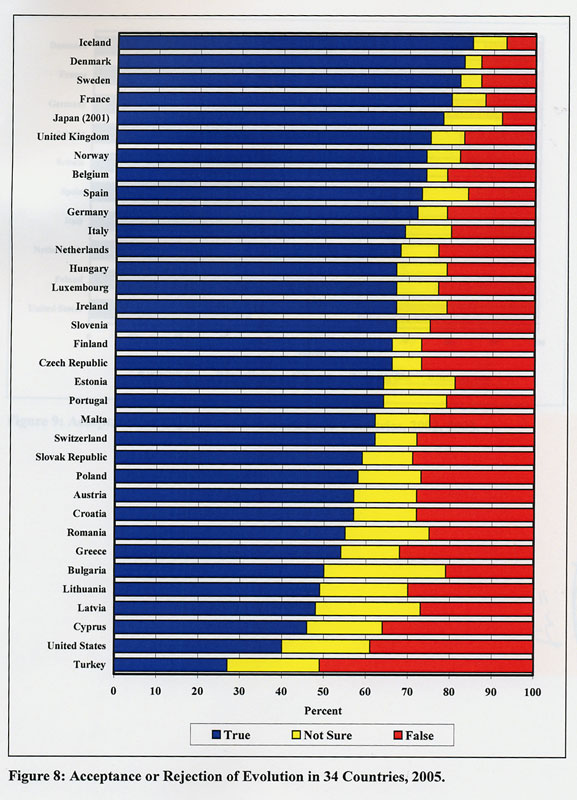 Iceland
Denmark
Sweden
France
Japan (2001)
United Kingdom
Norway
Belgium
Spain
Germany
Italy
Netherlands
Hungary
Luxembourg
Ireland
Slovenia
Finland
Czech Republic
Estonia
Portugal
Malta
Switzerland
Slovak Republic
Poland
Austria
Croatia
Romania
Greece
Bulgaria
Lithuania
Latvia
Cyprus
United States
Turkey
0 10 20 30 40 50 60 70 80 90 100
Percent
True Not Sure False
Figure 8: Acceptance or Rejection of Evolution in 34 Countries, 2005.